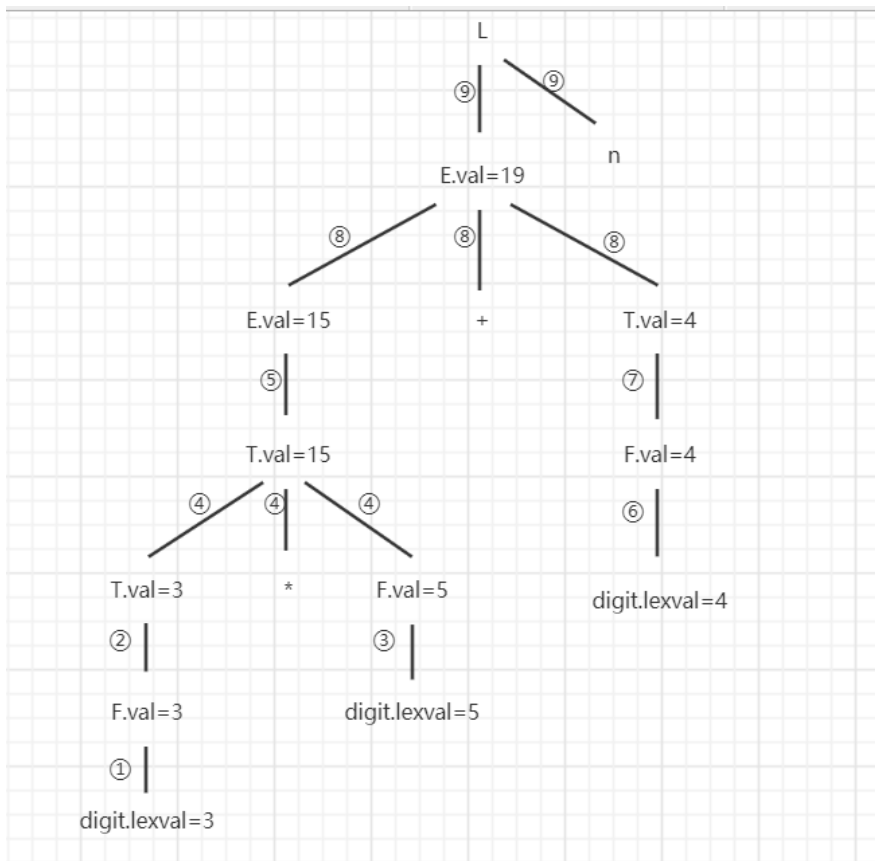 L
⑨ ⑨
n
E.val=19
⑧ ⑧ ⑧
E.val=15 + T.val=4
⑤ ⑦
T.val=15 F.val=4
④ ④ ④ ⑥
T.val=3 * F.val=5 digit.lexval=4
② ③
F.val=3 digit.lexval=5
①
digit.lexval=3